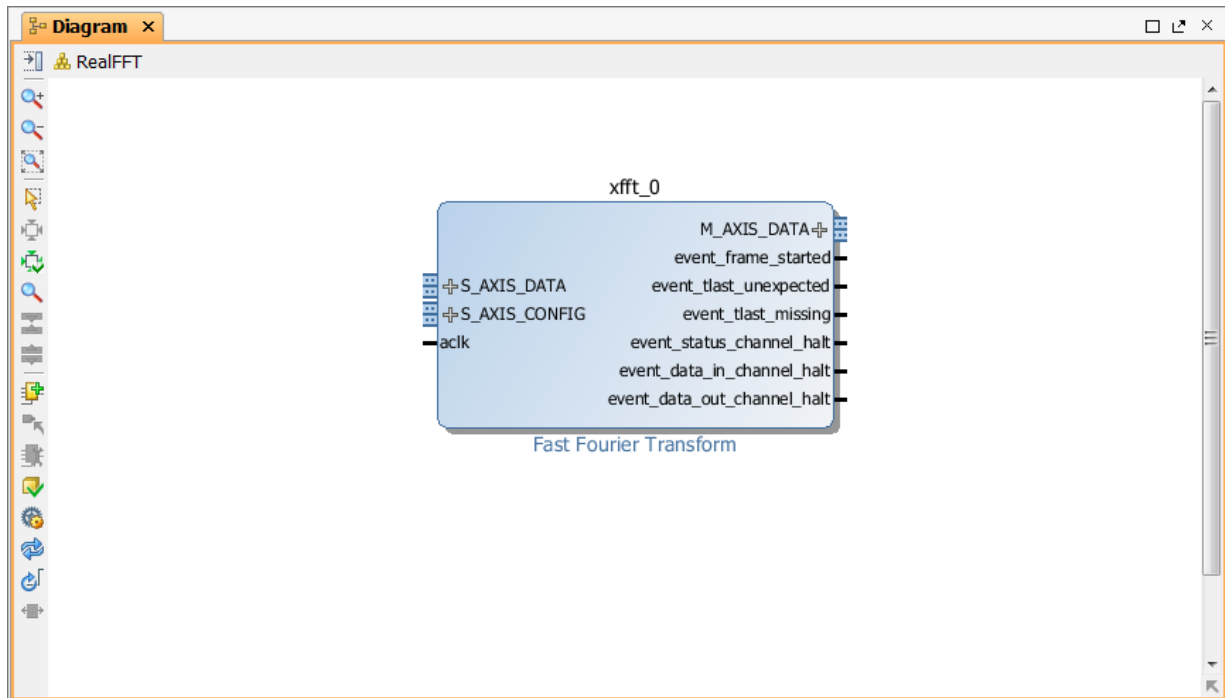 Diagram
RealFFT
xfft_0
M_AXIS_DATA
event_frame_started
S_AXIS_DATA
event_tlast_unexpected
S_AXIS_CONFIG
event_tlast_missing
aclk
event_status_channel_halt
event_data_in_channel_halt
event_data_out_channel_halt
Fast Fourier Transform